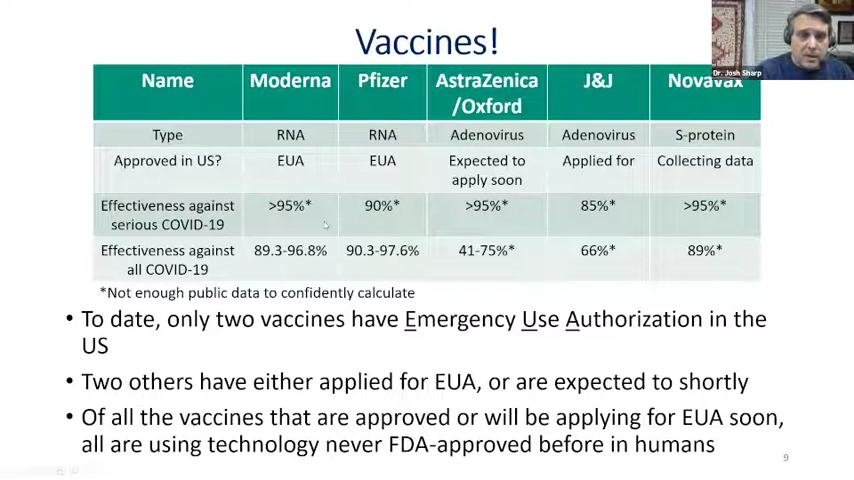 Vaccines!
Dr. Josh Sharp
Name Moderna Pfizer AstraZenica /Oxford J&J Novavax
Type RNA RNA Adenovirus Adenovirus S-protein
Approved in US? EUA EUA Expected to apply soon Applied for Collecting data
Effectiveness against serious COVID-19 >95%* 90%* >95%* 85%* >95%*
Effectiveness against all COVID-19 89.3-96.8% 90.3-97.6% 41-75%* 66%* 89%*
*Not enough public data to confidently calculate
• To date, only two vaccines have Emergency Use Authorization in the
US
• Two others have either applied for EUA, or are expected to shortly
• Of all the vaccines that are approved or will be applying for EUA soon,
all are using technology never FDA-approved before in humans
9